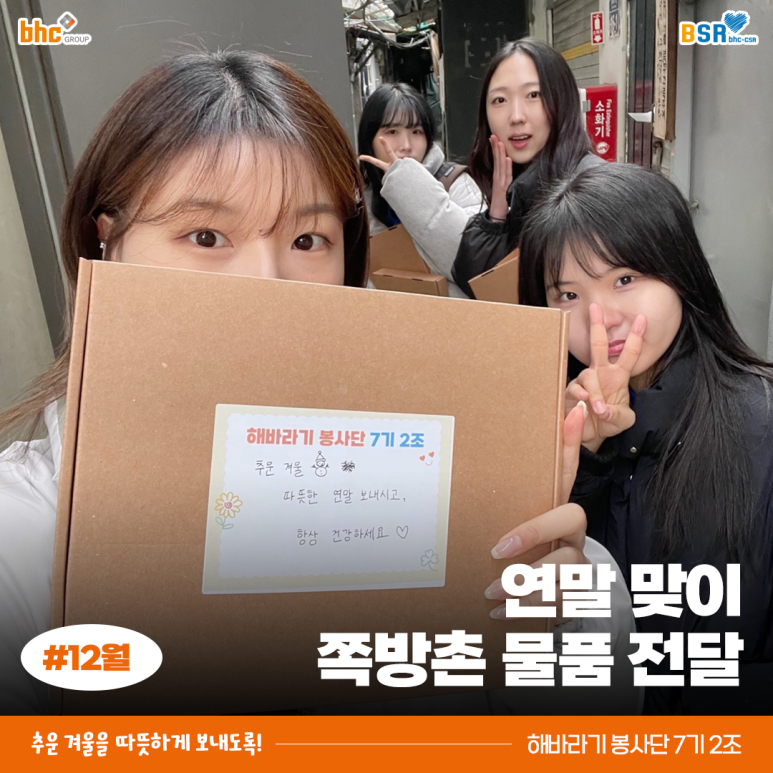 bhc GROUP
BSR bhc-csr
Fire Extinguisher
소화기
해바라기 봉사단 7기 2조
추운 겨울
따뜻한 연말 보내시고,
항상 건강하세요 ♡
연말 맞이
#12월
쪽방촌 물품 전달
추운 겨울을 따뜻하게 보내도록!
해바라기 봉사단 7기 2조